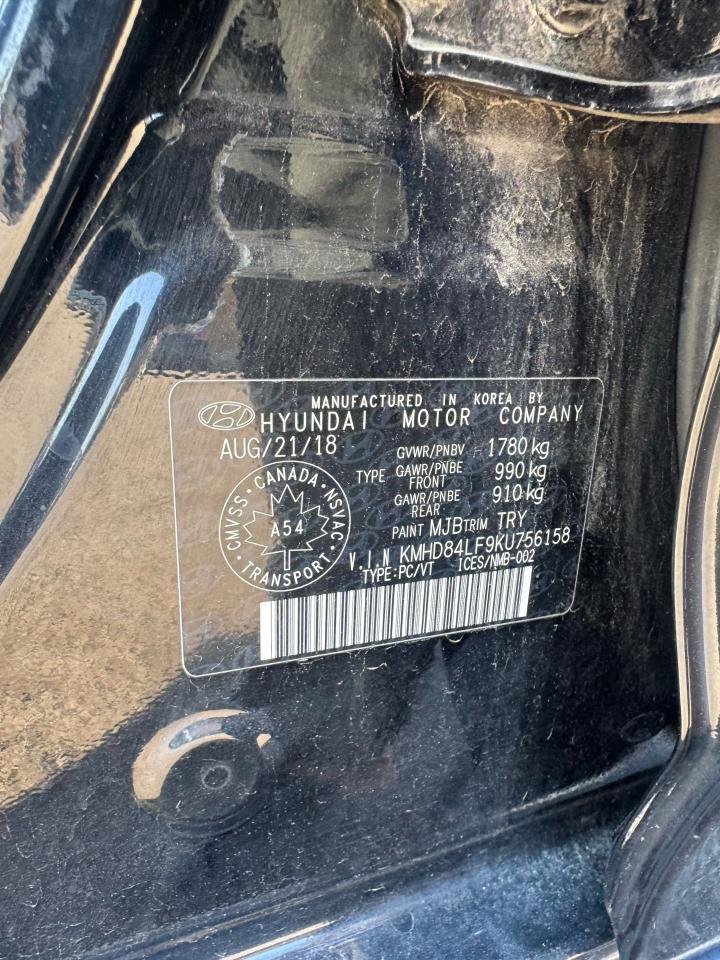 MANUFACTURED IN KOREA BY
HYUNDAI MOTOR COMPANY
AUG/21/18
GVWR/PNBV 1780 kg
TYPE GAWR/PNBE FRONT 990 kg
GAWR/PNBE REAR 910 kg
PAINT MJB TRIM TRY
CMVSS · CANADA · NSVAC · TRANSPORT ·
A54
V.I.N KMHD84LF9KU756158
TYPE:PC/VT ICES/NMB-002